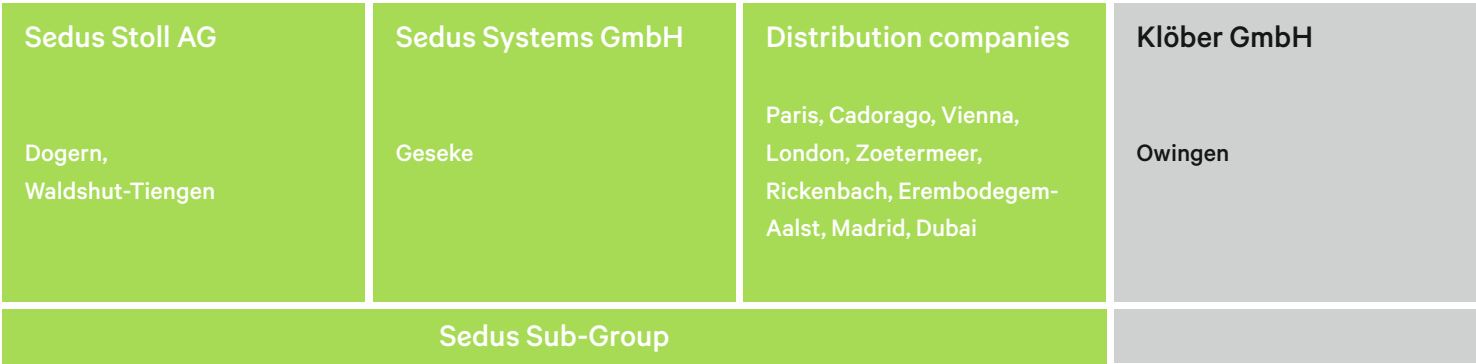 Sedus Stoll AG
Dogern,
Waldshut-Tiengen
Sedus Systems GmbH
Geseke
Distribution companies
Paris, Cadorago, Vienna,
London, Zoetermeer,
Rickenbach, Erembodegem-
Aalst, Madrid, Dubai
Klöber GmbH
Owingen
Sedus Sub-Group